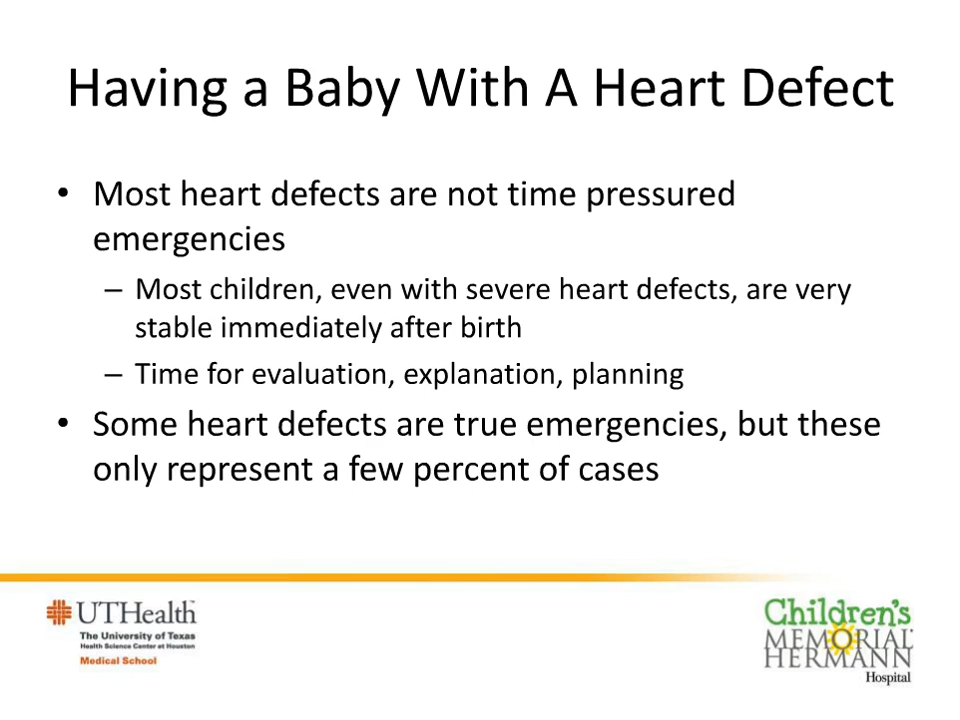 Having a Baby With A Heart Defect
• Most heart defects are not time pressured
emergencies
– Most children, even with severe heart defects, are very
stable immediately after birth
– Time for evaluation, explanation, planning
• Some heart defects are true emergencies, but these
only represent a few percent of cases
UTHealth™
The University of Texas
Health Science Center at Houston
Medical School
Children's
MEMORIAL
HERMANN
Hospital